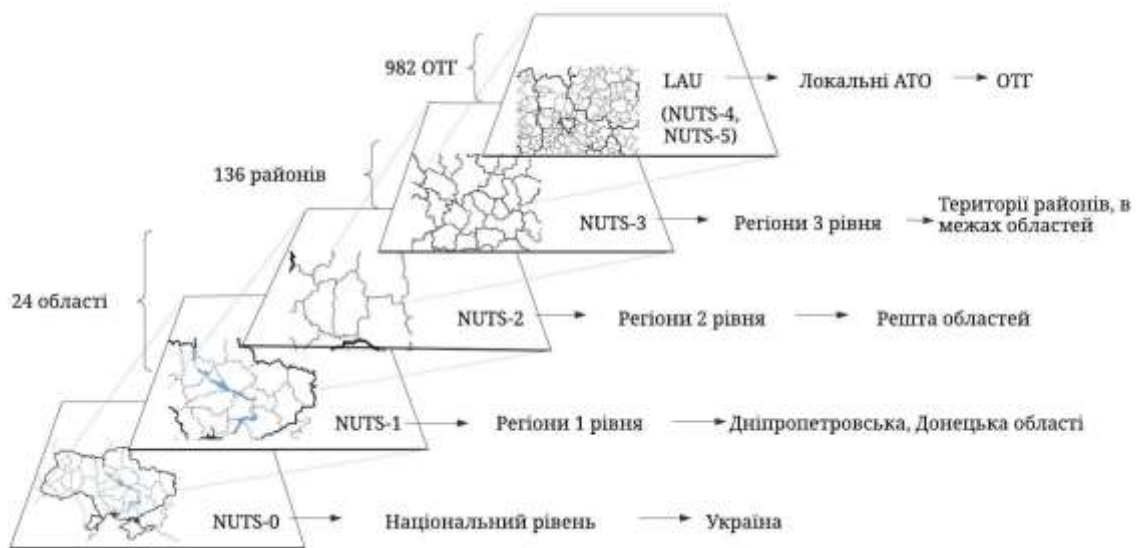 982 ОТГ
LAU
(NUTS-4,
NUTS-5)
Локальні АТО
ОТГ
136 районів
NUTS-3
Регіони 3 рівня
Території районів, в
межах областей
24 області
NUTS-2
Регіони 2 рівня
Решта областей
NUTS-1
Регіони 1 рівня
Дніпропетровська, Донецька області
NUTS-0
Національний рівень
Україна